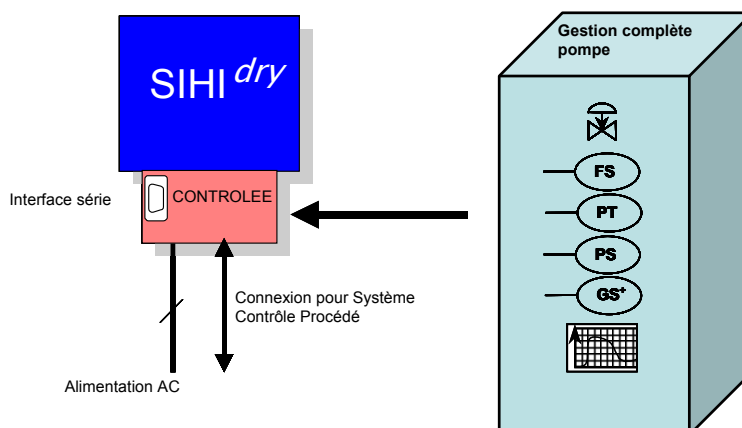 SIHI dry
Interface série
CONTROLEE
Connexion pour Système
Contrôle Procédé
Alimentation AC
Gestion complète
pompe
FS
PT
PS
GS+